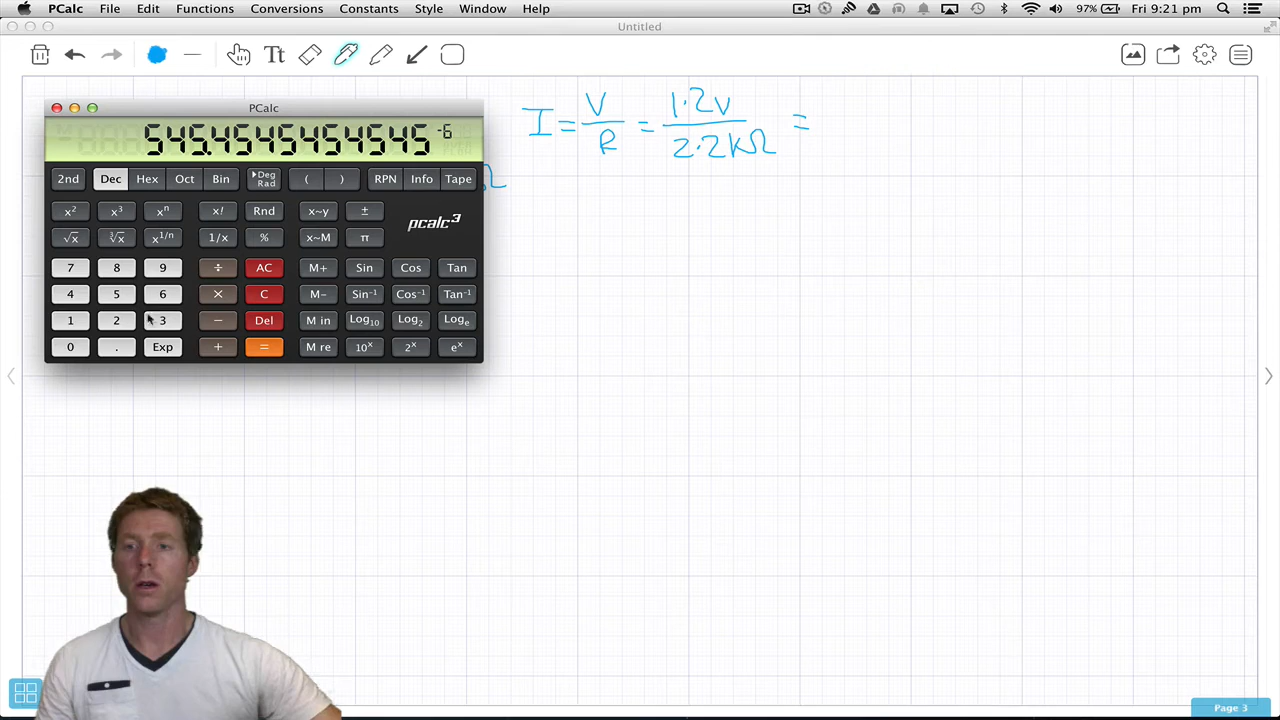 PCalc File Edit View Functions Conversions Constants Style Window Help 97% Fri 9:21 pm
Untitled
Tt
PCalc
545.4545454545 -6
2nd Dec Hex Oct Bin ▸Deg Rad ( ) RPN Info Tape
x² x³ xⁿ x! Rnd x~y ± pcalc³
√x ∛x x^1/n 1/x % x~M π
7 8 9 ÷ AC M+ Sin Cos Tan
4 5 6 × C M- Sin⁻¹ Cos⁻¹ Tan⁻¹
1 2 3 − Del M in Log₁₀ Log₂ Logₑ
0 . Exp + = M re 10ˣ 2ˣ eˣ
I = V/R = 1.2V/2.2kΩ =
Ω
Page 3